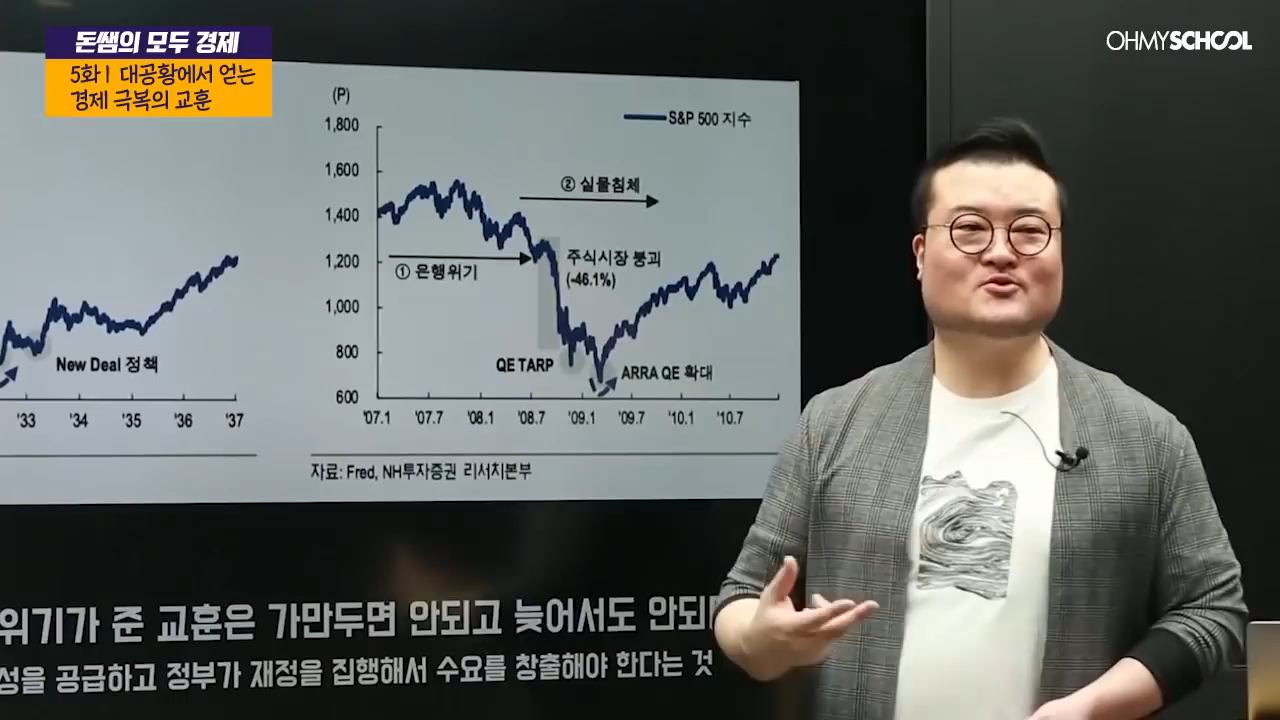 돈쌤의 모두 경제
5화ㅣ 대공황에서 얻는
경제 극복의 교훈
OHMYSCHOOL
(P)
1,800
1,600
1,400
1,200
1,000
800
600
S&P 500 지수
② 실물침체
① 은행위기
주식시장 붕괴
(-46.1%)
QE TARP
ARRA QE 확대
'07.1 '07.7 '08.1 '08.7 '09.1 '09.7 '10.1 '10.7
New Deal 정책
'33 '34 '35 '36 '37
자료: Fred, NH투자증권 리서치본부
위기가 준 교훈은 가만두면 안되고 늦어서도
공급하고 정부가 재정을 집행해서 수요를 창출해야 한다는 것